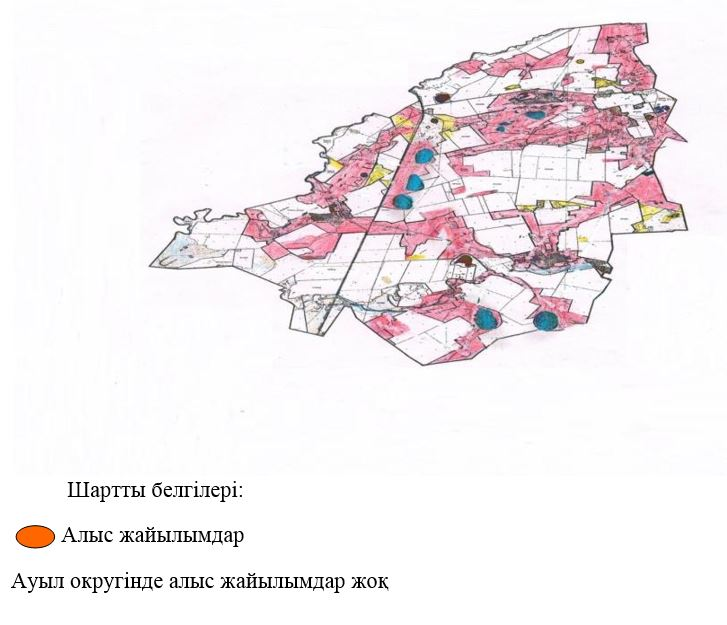 Шартты белгілері:
Алыс жайылымдар
Ауыл округінде алыс жайылымдар жоқ